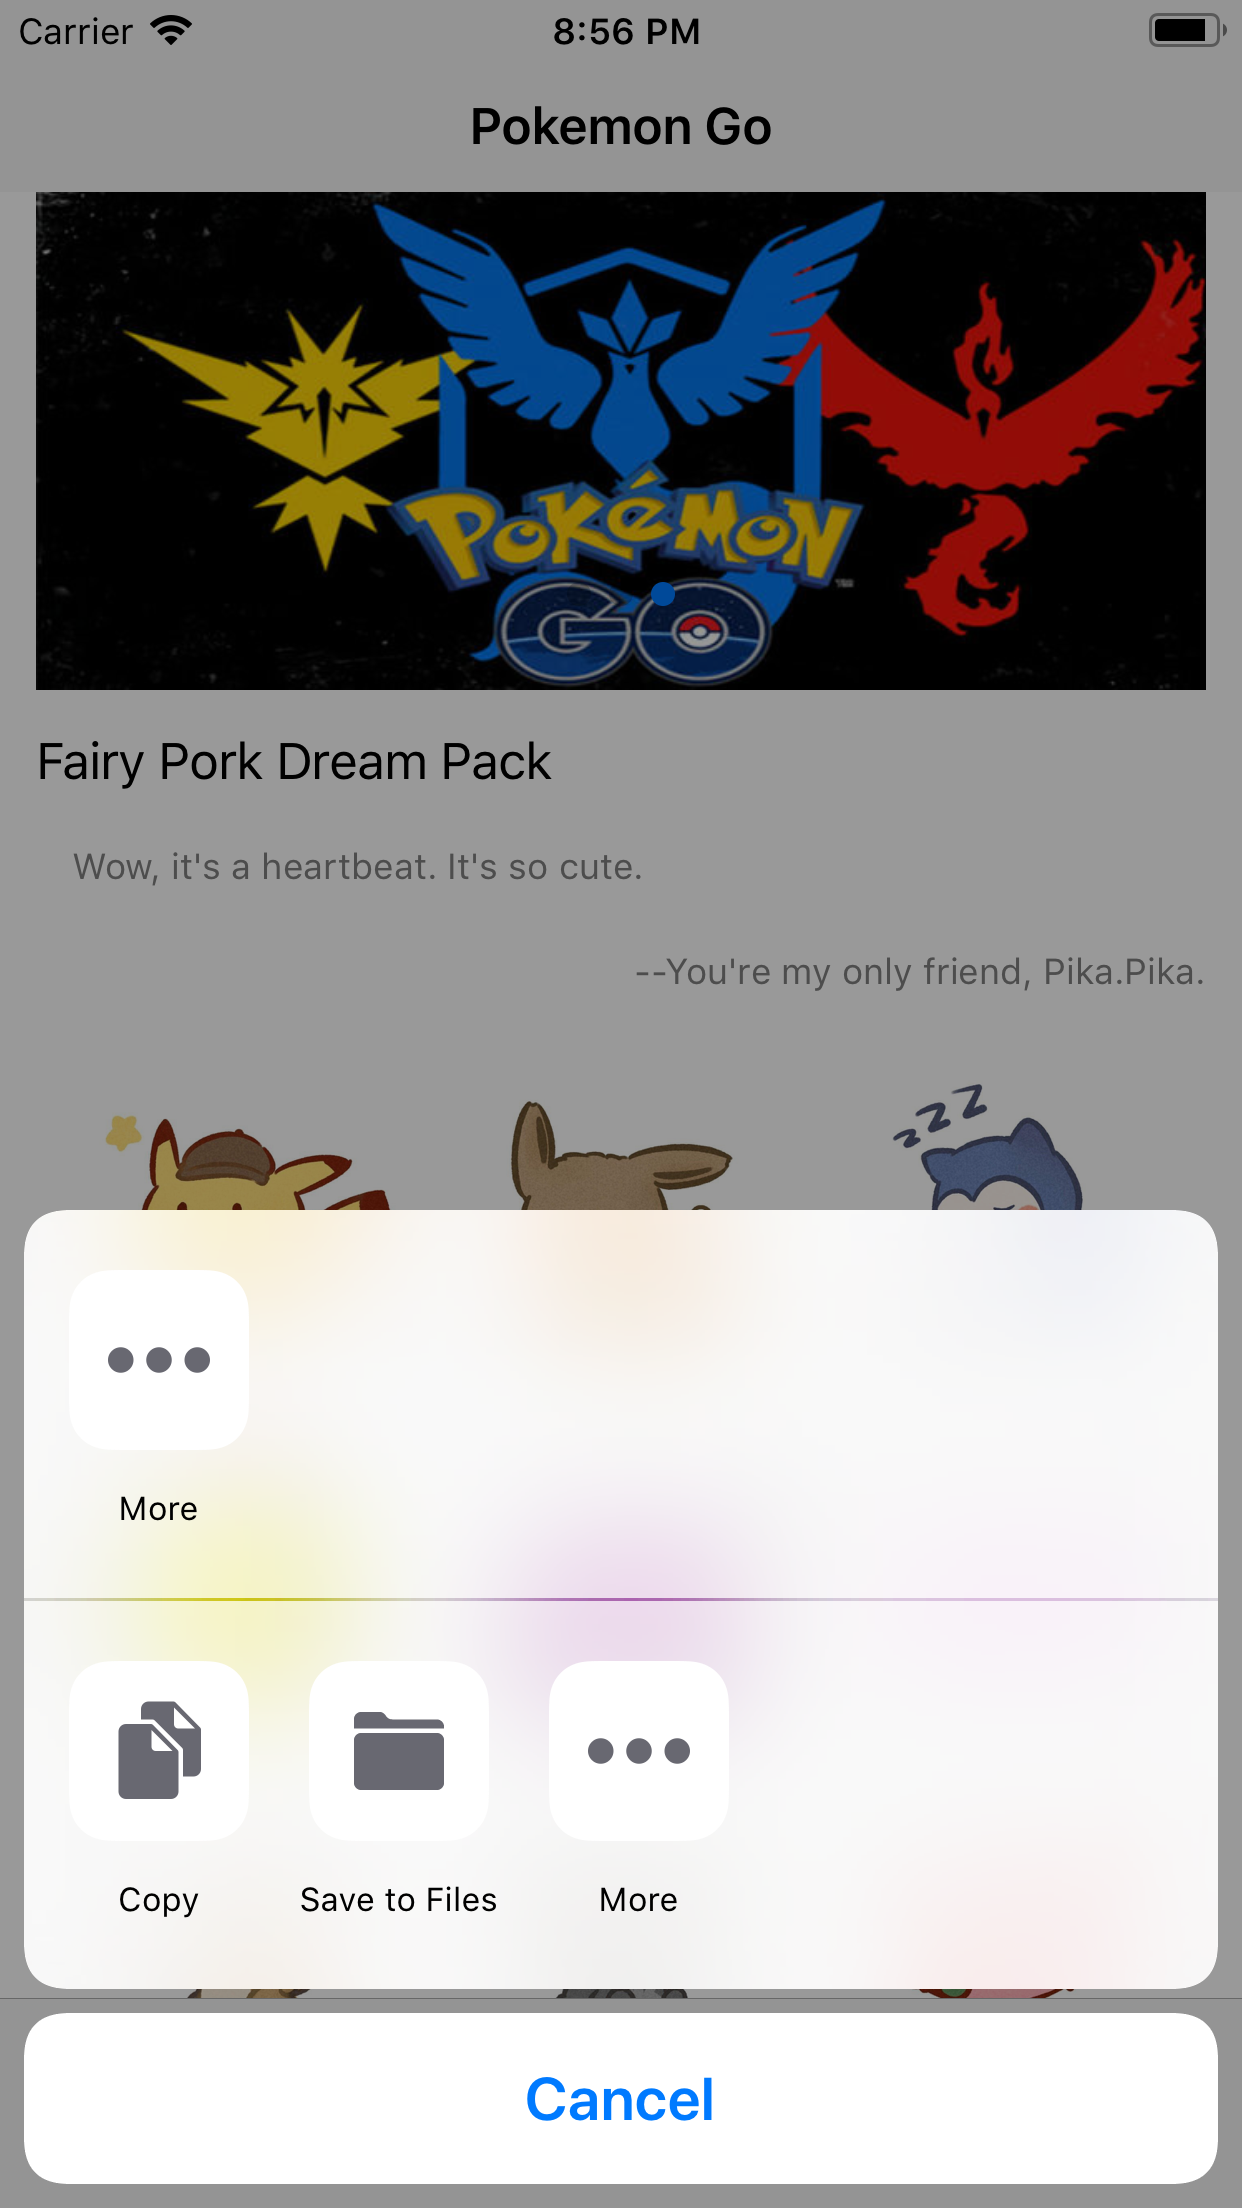 Carrier
8:56 PM
Pokemon Go
POKéMON
TM
GO
Fairy Pork Dream Pack
Wow, it's a heartbeat. It's so cute.
--You're my only friend, Pika.Pika.
z z z
More
Copy
Save to Files
More
Cancel